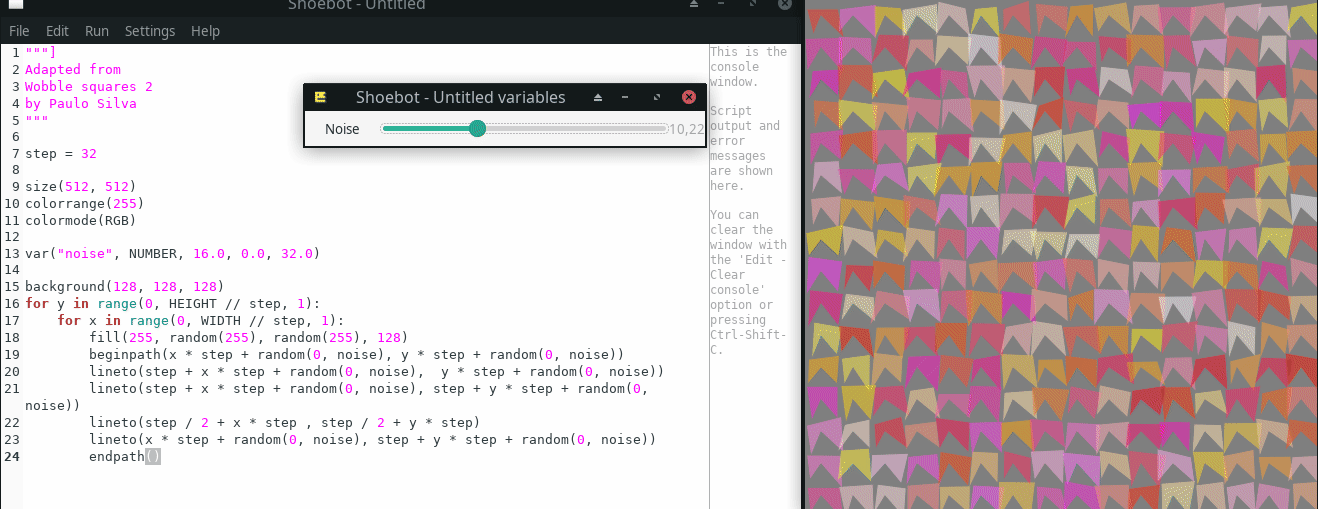 Shoebot - Untitled
File Edit Run Settings Help
1 """]
2 Adapted from
3 Wobble squares 2
4 by Paulo Silva
5 """
6
7 step = 32
8
9 size(512, 512)
10 colorrange(255)
11 colormode(RGB)
12
13 var("noise", NUMBER, 16.0, 0.0, 32.0)
14
15 background(128, 128, 128)
16 for y in range(0, HEIGHT // step, 1):
17     for x in range(0, WIDTH // step, 1):
18         fill(255, random(255), random(255), 128)
19         beginpath(x * step + random(0, noise), y * step + random(0, noise))
20         lineto(step + x * step + random(0, noise),  y * step + random(0, noise))
21         lineto(step + x * step + random(0, noise), step + y * step + random(0,
noise))
22         lineto(step / 2 + x * step , step / 2 + y * step)
23         lineto(x * step + random(0, noise), step + y * step + random(0, noise))
24         endpath()
Shoebot - Untitled variables
Noise 10,22
This is the
console
window.
Script
output and
error
messages
are shown
here.
You can
clear the
window with
the 'Edit -
Clear
console'
option or
pressing
Ctrl-Shift-
C.